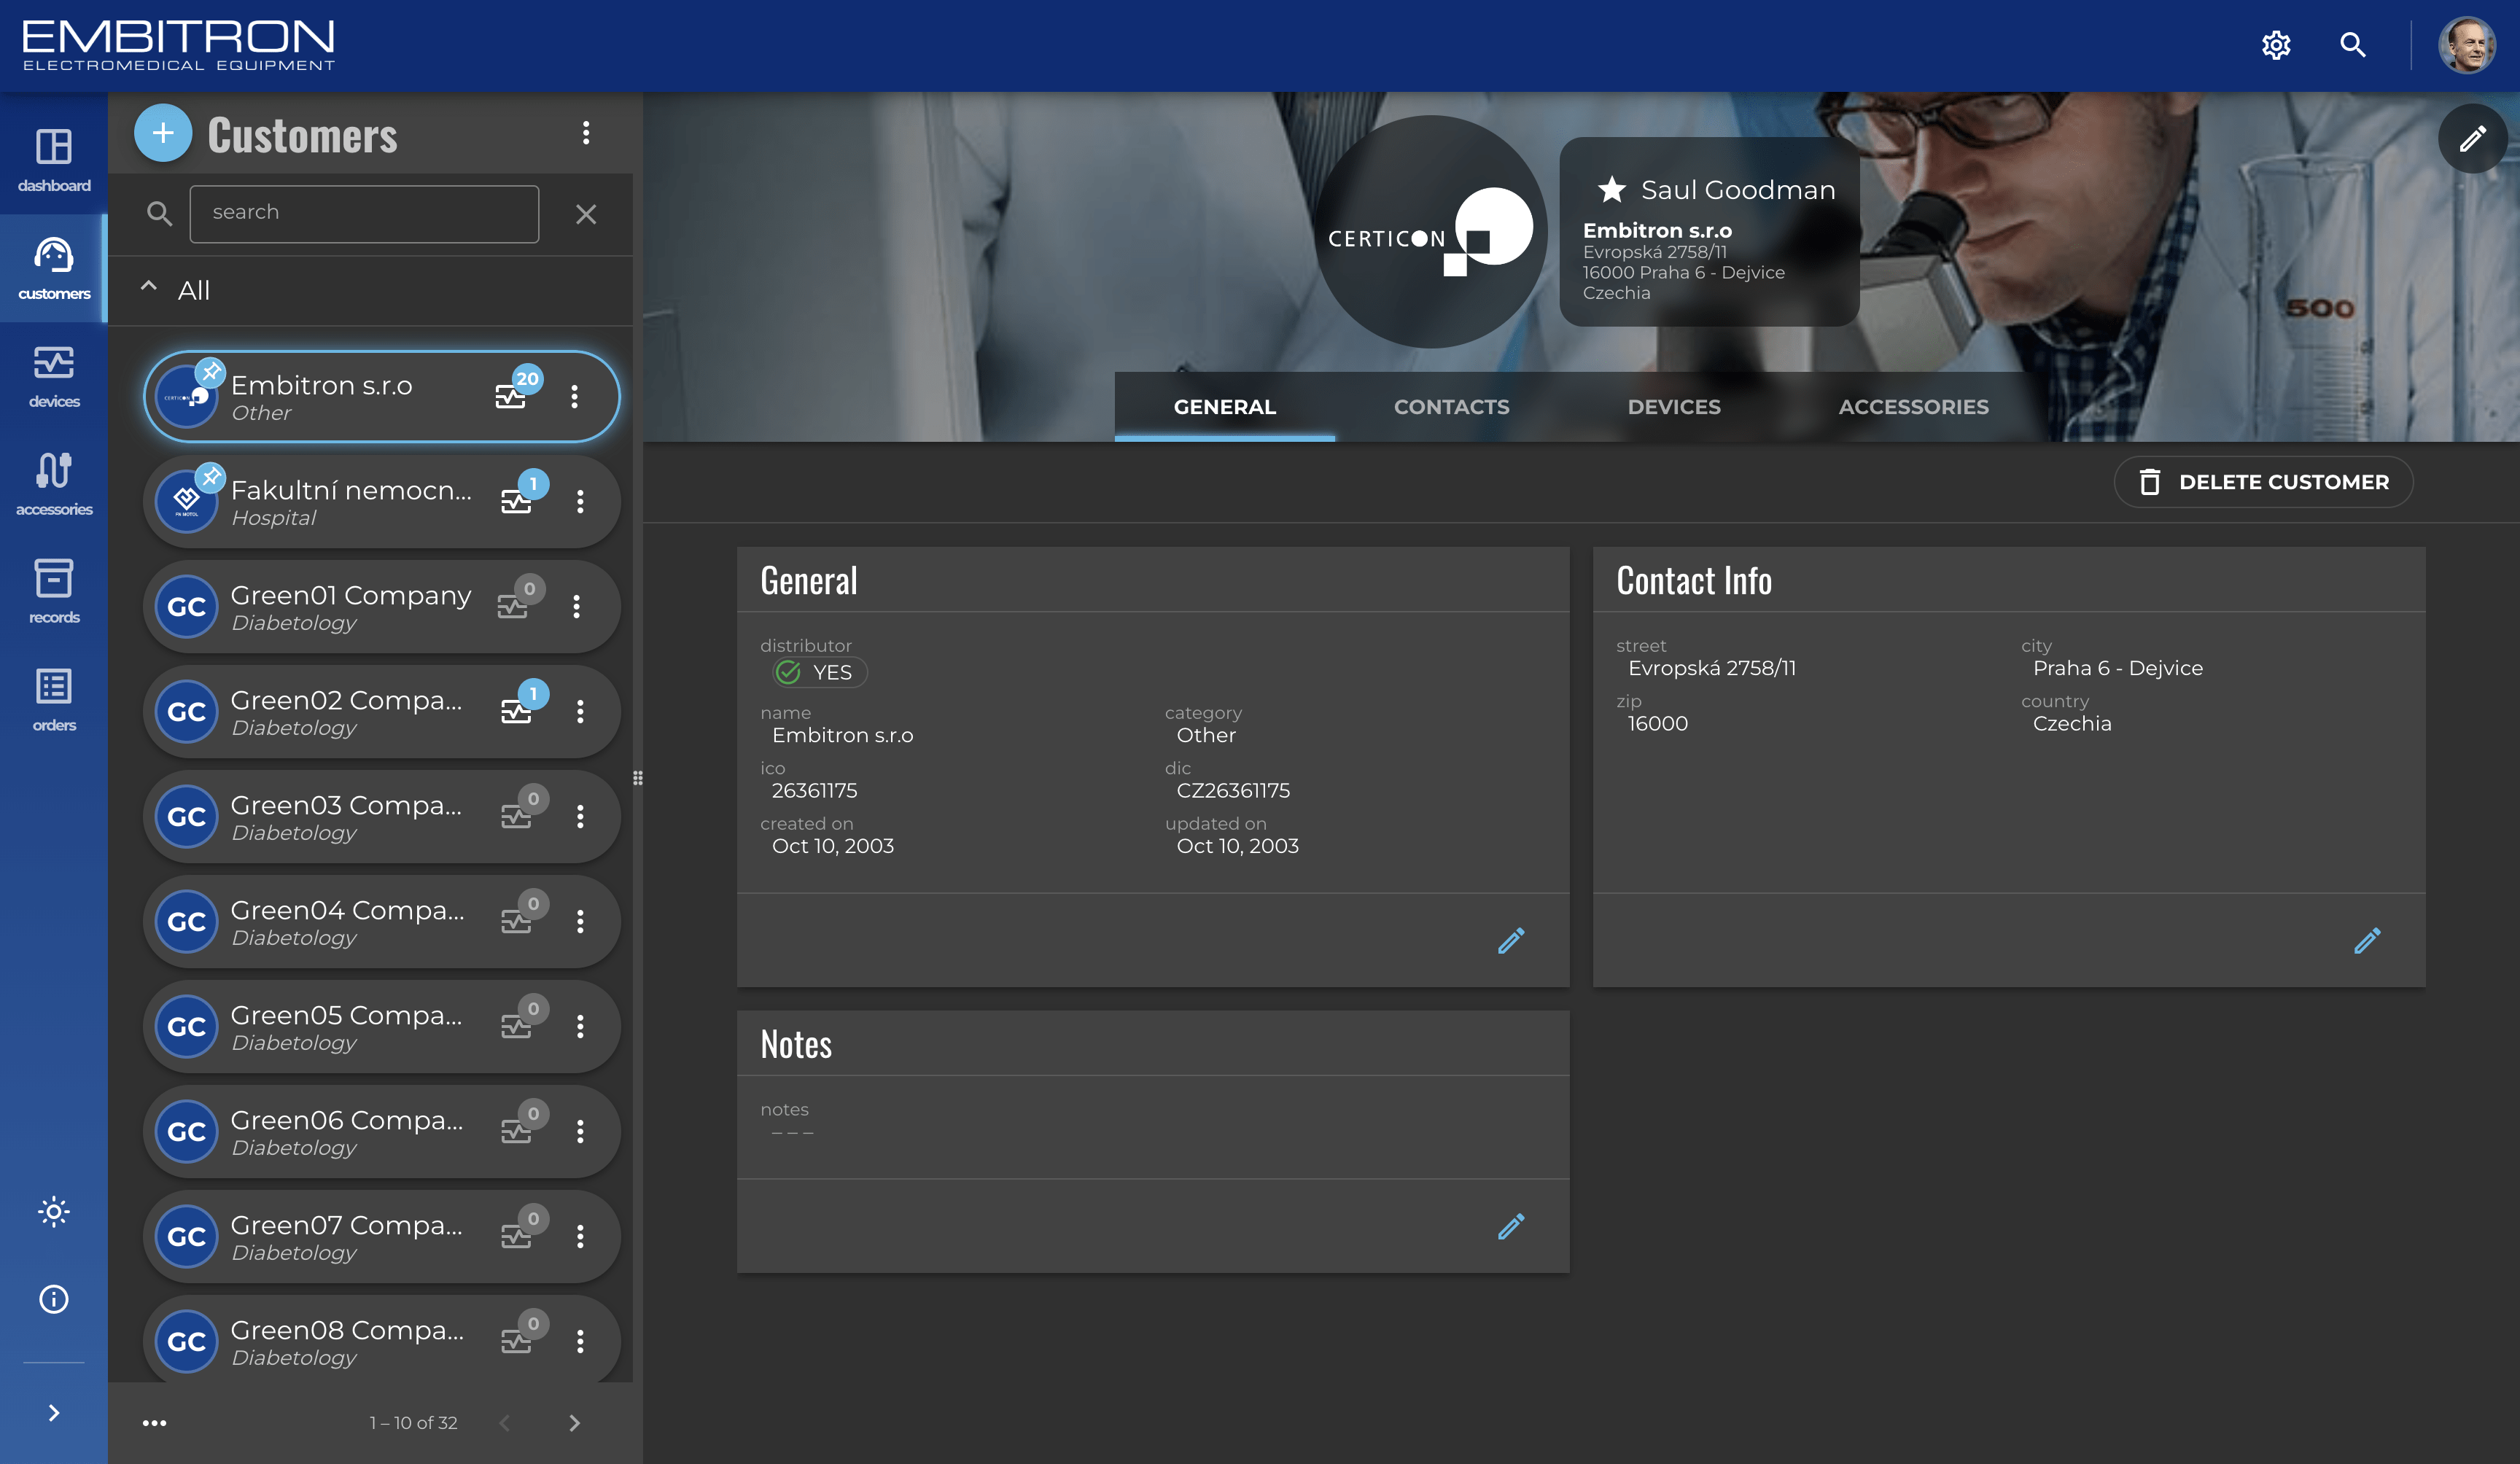 EMBITRON
ELECTROMEDICAL EQUIPMENT
dashboard
customers
devices
accessories
records
orders
Customers
search
All
CERTICON
Embitron s.r.o
Other
20
FN MOTOL
Fakultní nemocn...
Hospital
1
GC
Green01 Company
Diabetology
0
GC
Green02 Compa...
Diabetology
1
GC
Green03 Compa...
Diabetology
0
GC
Green04 Compa...
Diabetology
0
GC
Green05 Compa...
Diabetology
0
GC
Green06 Compa...
Diabetology
0
GC
Green07 Compa...
Diabetology
0
GC
Green08 Compa...
Diabetology
0
1 – 10 of 32
CERTICON
Saul Goodman
Embitron s.r.o
Evropská 2758/11
16000 Praha 6 - Dejvice
Czechia
500
GENERAL
CONTACTS
DEVICES
ACCESSORIES
DELETE CUSTOMER
General
distributor
YES
name
Embitron s.r.o
category
Other
ico
26361175
dic
CZ26361175
created on
Oct 10, 2003
updated on
Oct 10, 2003
Contact Info
street
Evropská 2758/11
city
Praha 6 - Dejvice
zip
16000
country
Czechia
Notes
notes
– – –